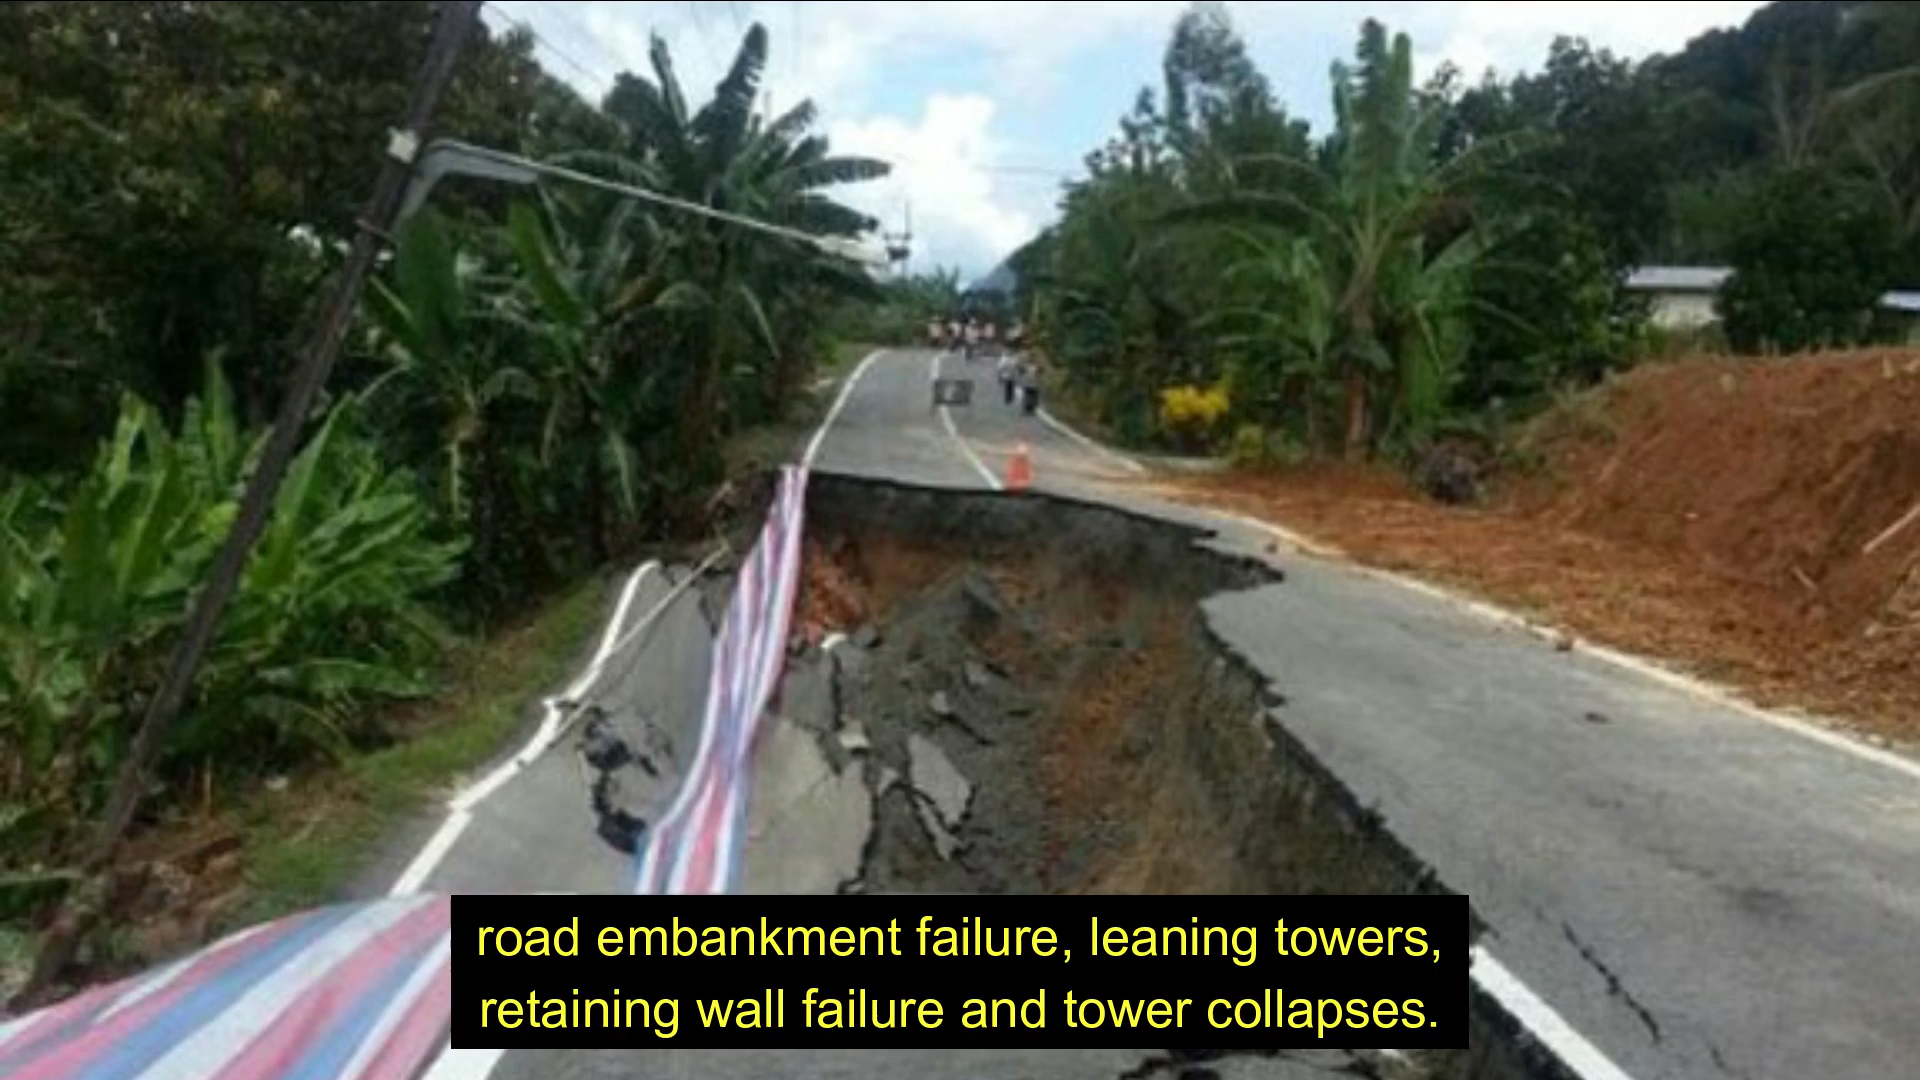 road embankment failure, leaning towers,
retaining wall failure and tower collapses.